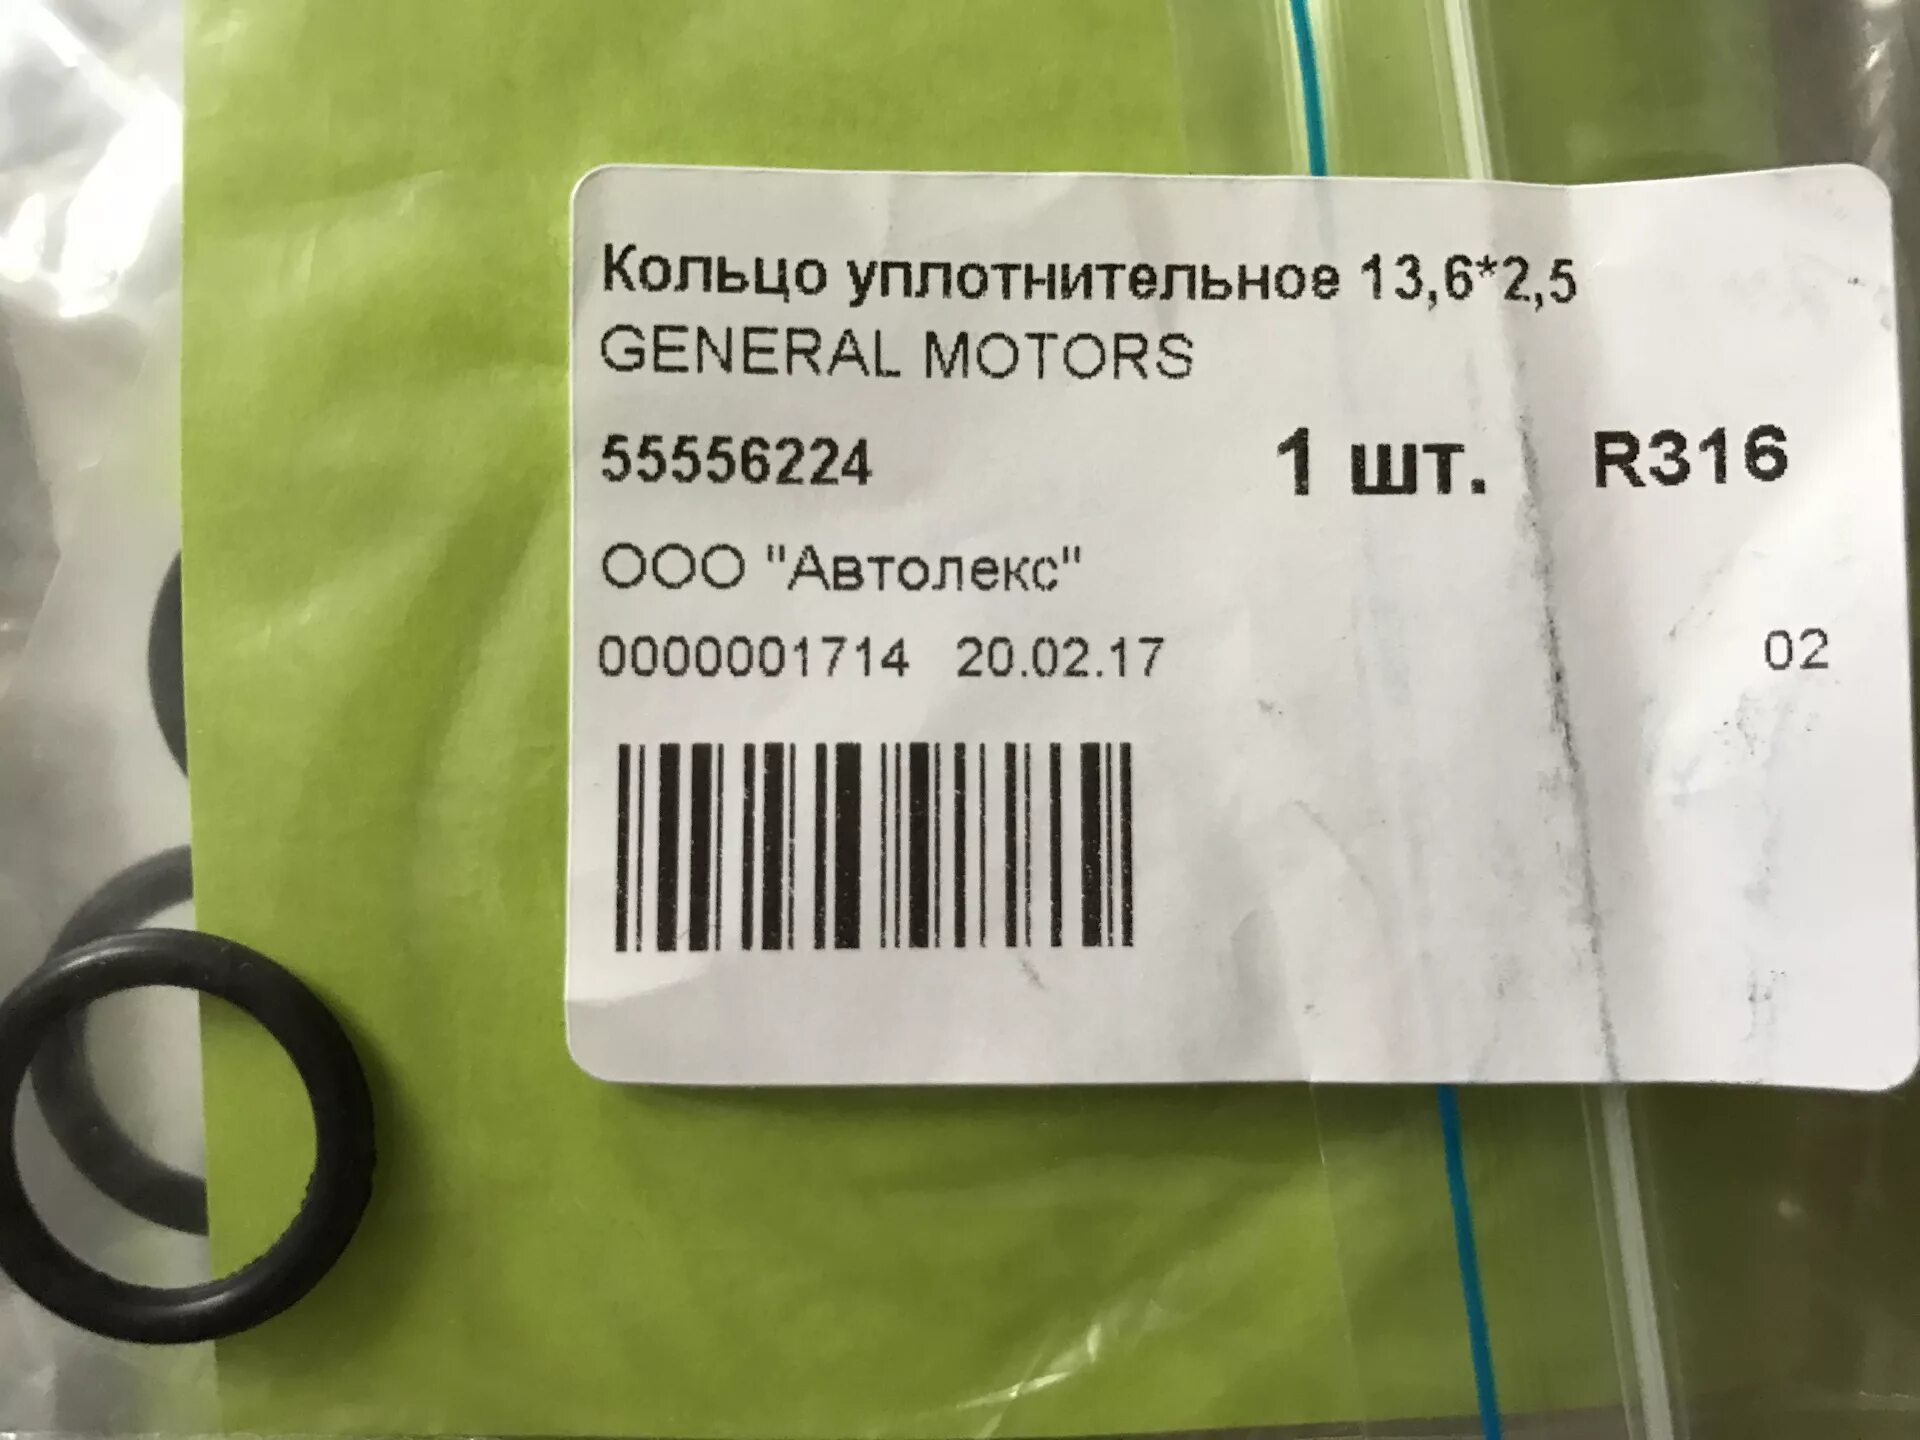 Кольцо уплотнительное 13,6*2,5
GENERAL MOTORS
55556224 1 шт. R316
ООО "Автолекс"
0000001714 20.02.17 02